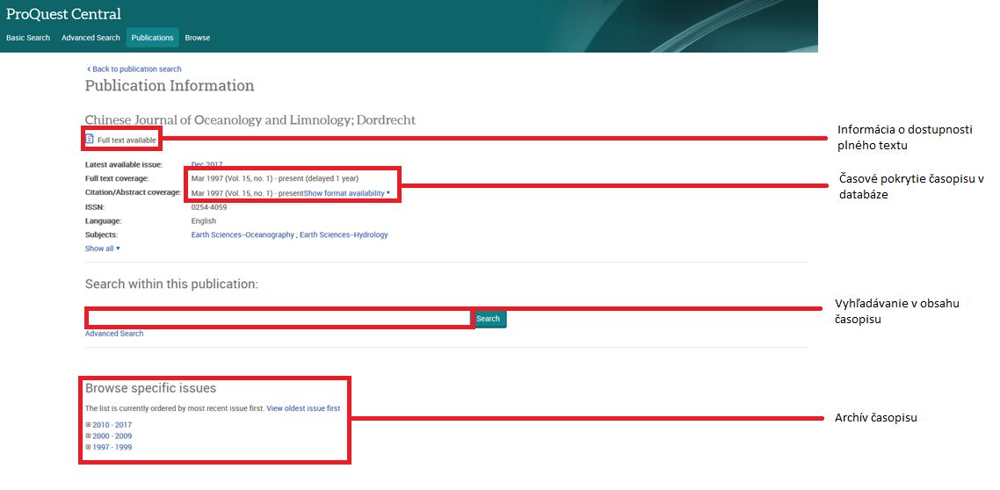 ProQuest Central
Basic Search Advanced Search Publications Browse
‹ Back to publication search
Publication Information
Chinese Journal of Oceanology and Limnology; Dordrecht
Full text available
Informácia o dostupnosti
plného textu
Latest available issue: Dec 2017
Full text coverage: Mar 1997 (Vol. 15, no. 1) - present (delayed 1 year)
Citation/Abstract coverage: Mar 1997 (Vol. 15, no. 1) - presentShow format availability ▾
Časové pokrytie časopisu v
databáze
ISSN: 0254-4059
Language: English
Subjects: Earth Sciences--Oceanography ; Earth Sciences--Hydrology
Show all ▾
Search within this publication:
Search
Vyhľadávanie v obsahu
časopisu
Advanced Search
Browse specific issues
The list is currently ordered by most recent issue first. View oldest issue first
2010 - 2017
2000 - 2009
1997 - 1999
Archív časopisu